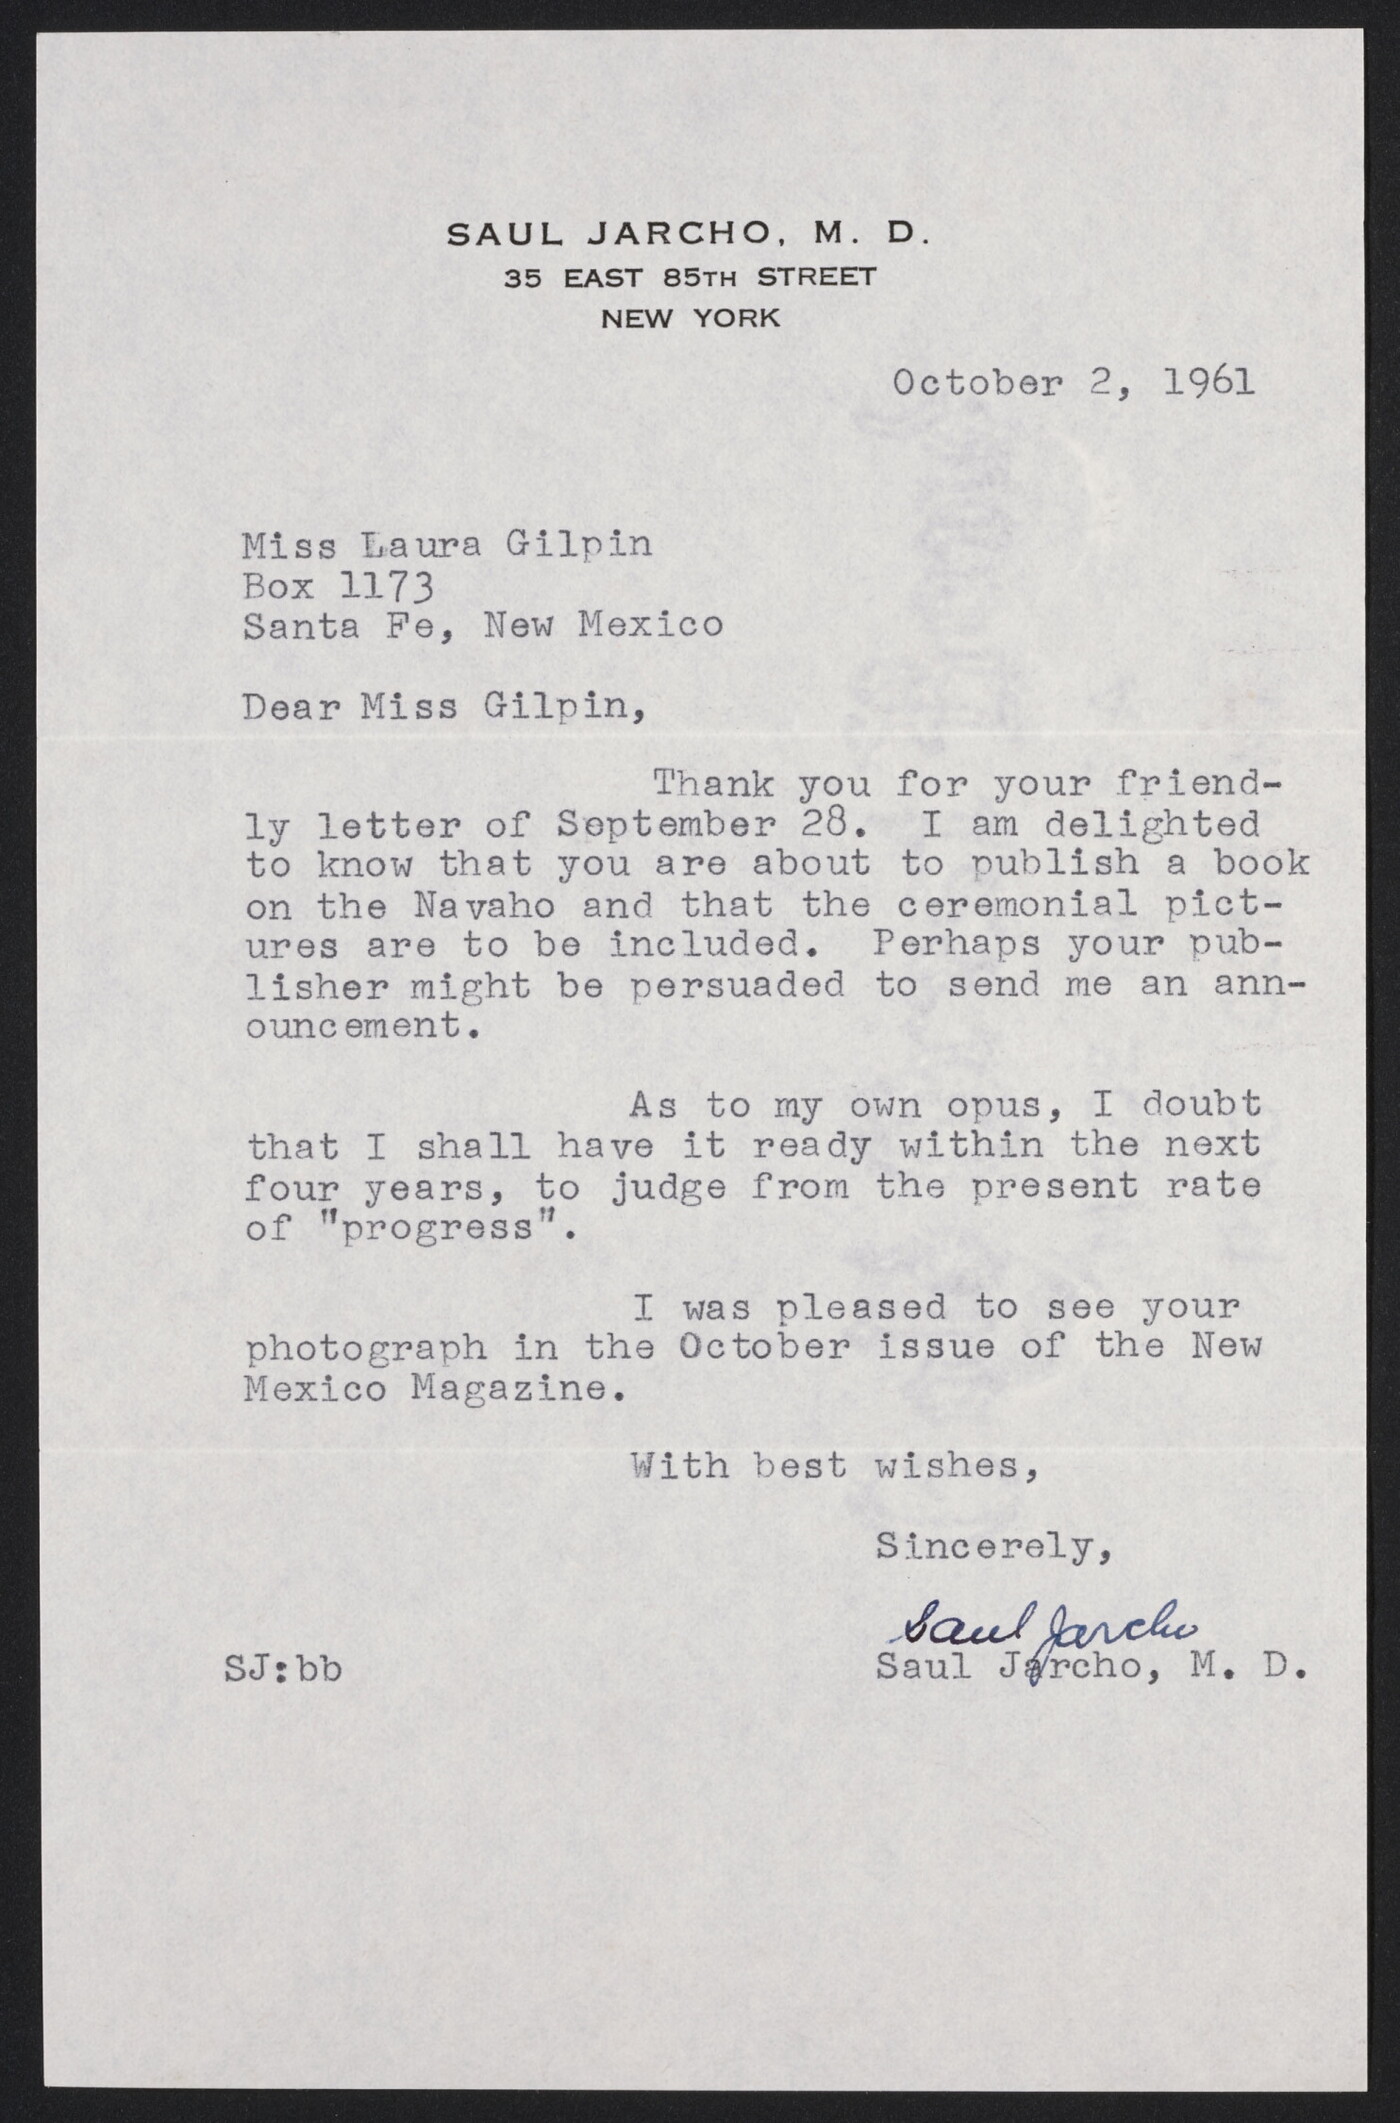 SAUL JARCHO, M. D.
35 EAST 85TH STREET
NEW YORK
October 2, 1961
Miss Laura Gilpin
Box 1173
Santa Fe, New Mexico
Dear Miss Gilpin,
Thank you for your friend-
ly letter of September 28. I am delighted
to know that you are about to publish a book
on the Navaho and that the ceremonial pict-
ures are to be included. Perhaps your pub-
lisher might be persuaded to send me an ann-
ouncement.
As to my own opus, I doubt
that I shall have it ready within the next
four years, to judge from the present rate
of "progress".
I was pleased to see your
photograph in the October issue of the New
Mexico Magazine.
With best wishes,
Sincerely,
Saul Jarcho
Saul Jarcho, M. D.
SJ:bb